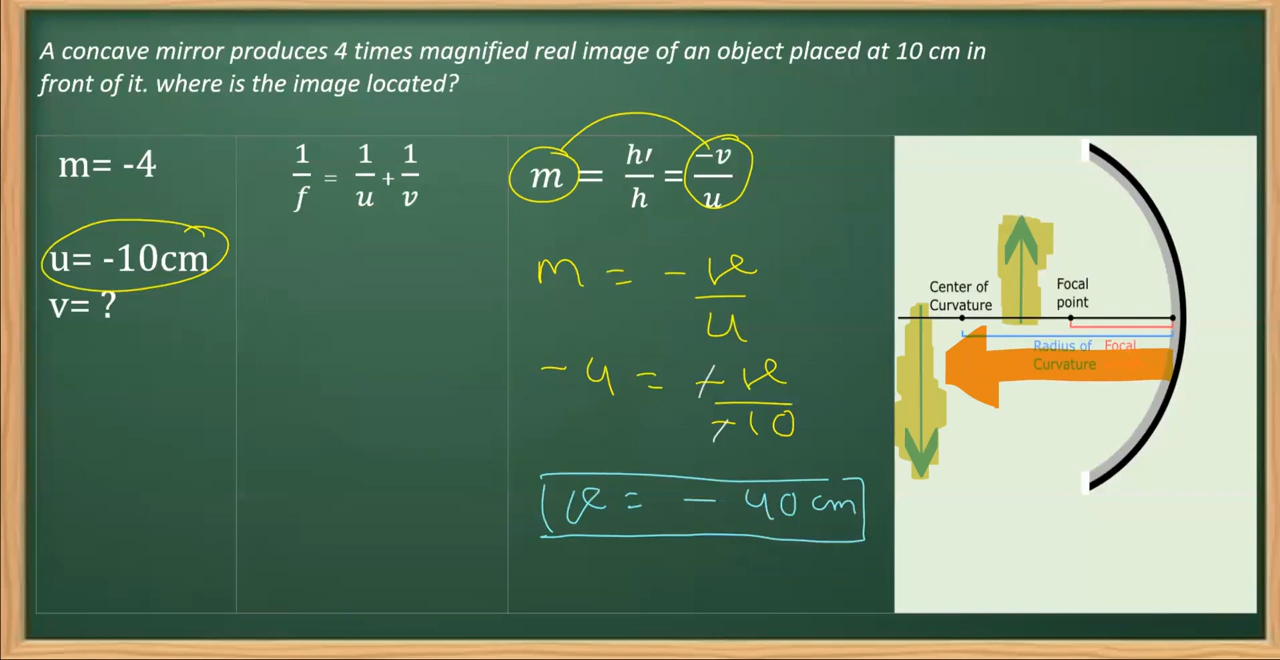 A concave mirror produces 4 times magnified real image of an object placed at 10 cm in
front of it. where is the image located?
m= -4
u= -10cm
v= ?
1/f = 1/u + 1/v
m = h′/h = -v/u
m = - v/u
- 4 = - v/-10
v = - 40 cm
Center of
Curvature
Focal
point
Radius of
Curvature
Focal